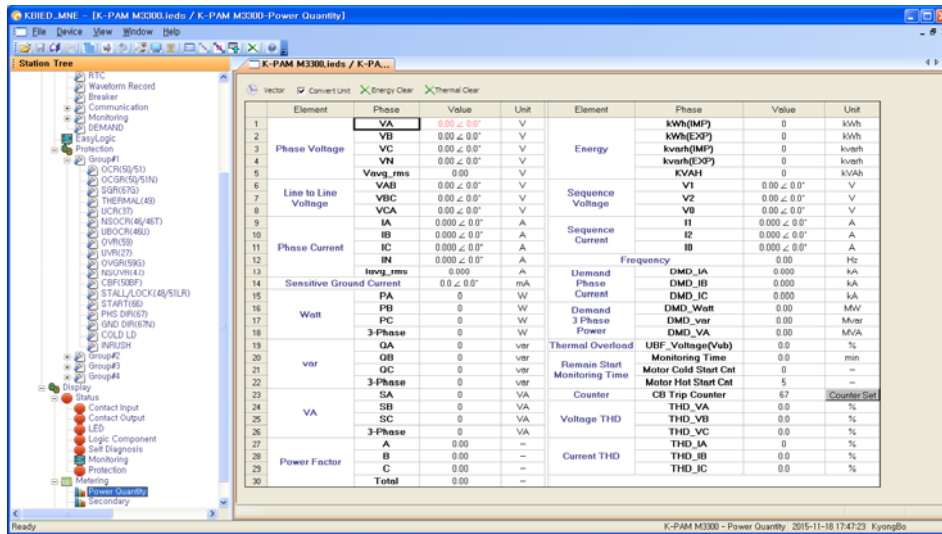 KBIED_MNE - [K-PAM M3300.ieds / K-PAM M3300-Power Quantity]
File Device View Window Help
Station Tree
K-PAM M3300.ieds / K-PA...
RTC
Waveform Record
Breaker
Communication
Monitoring
DEMAND
EasyLogic
Protection
Group#1
OCR(50/51)
OCGR(50/51N)
SGR(67G)
THERMAL(49)
UCR(37)
NSOCR(46/46T)
UBOCR(46U)
OVR(59)
UVR(27)
OVGR(59G)
NSOVR(47)
CBF(50BF)
STALL/LOCK(48/51LR)
START(66)
PHS DIR(67)
GND DIR(67N)
COLD LD
INRUSH
Group#2
Group#3
Group#4
Display
Status
Contact Input
Contact Output
LED
Logic Component
Self Diagnosis
Monitoring
Protection
Metering
Power Quantity
Secondary
Vector Convert Unit Energy Clear Thermal Clear
Element Phase Value Unit Element Phase Value Unit
1 VA 0.00 ∠ 0.0° V kWh(IMP) 0 kWh
2 VB 0.00 ∠ 0.0° V kWh(EXP) 0 kWh
3 Phase Voltage VC 0.00 ∠ 0.0° V Energy kvarh(IMP) 0 kvarh
4 VN 0.00 ∠ 0.0° V kvarh(EXP) 0 kvarh
5 Vavg_rms 0.00 V KVAH 0 kVAh
6 Line to Line Voltage VAB 0.00 ∠ 0.0° V Sequence Voltage V1 0.00 ∠ 0.0° V
7 VBC 0.00 ∠ 0.0° V V2 0.00 ∠ 0.0° V
8 VCA 0.00 ∠ 0.0° V V0 0.00 ∠ 0.0° V
9 IA 0.000 ∠ 0.0° A Sequence Current I1 0.000 ∠ 0.0° A
10 IB 0.000 ∠ 0.0° A I2 0.000 ∠ 0.0° A
11 Phase Current IC 0.000 ∠ 0.0° A I0 0.000 ∠ 0.0° A
12 IN 0.000 ∠ 0.0° A Frequency 0.00 Hz
13 Iavg_rms 0.000 A Demand Phase Current DMD_IA 0.000 kA
14 Sensitive Ground Current 0.0 ∠ 0.0° mA DMD_IB 0.000 kA
15 PA 0 W DMD_IC 0.000 kA
16 Watt PB 0 W Demand 3 Phase Power DMD_Watt 0.00 MW
17 PC 0 W DMD_var 0.00 Mvar
18 3-Phase 0 W DMD_VA 0.00 MVA
19 QA 0 var Thermal Overload UBF_Voltage(Vub) 0.0 %
20 var QB 0 var Remain Start Monitoring Time Monitoring Time 0.0 min
21 QC 0 var Motor Cold Start Cnt 0 --
22 3-Phase 0 var Motor Hot Start Cnt 5 --
23 SA 0 VA Counter CB Trip Counter 67 Counter Set
24 VA SB 0 VA THD_VA 0.0 %
25 SC 0 VA Voltage THD THD_VB 0.0 %
26 3-Phase 0 VA THD_VC 0.0 %
27 A 0.00 -- THD_IA 0 %
28 Power Factor B 0.00 -- Current THD THD_IB 0.0 %
29 C 0.00 -- THD_IC 0.0 %
30 Total 0.00 --
Ready K-PAM M3300 - Power Quantity 2015-11-18 17:47:23 KyongBo